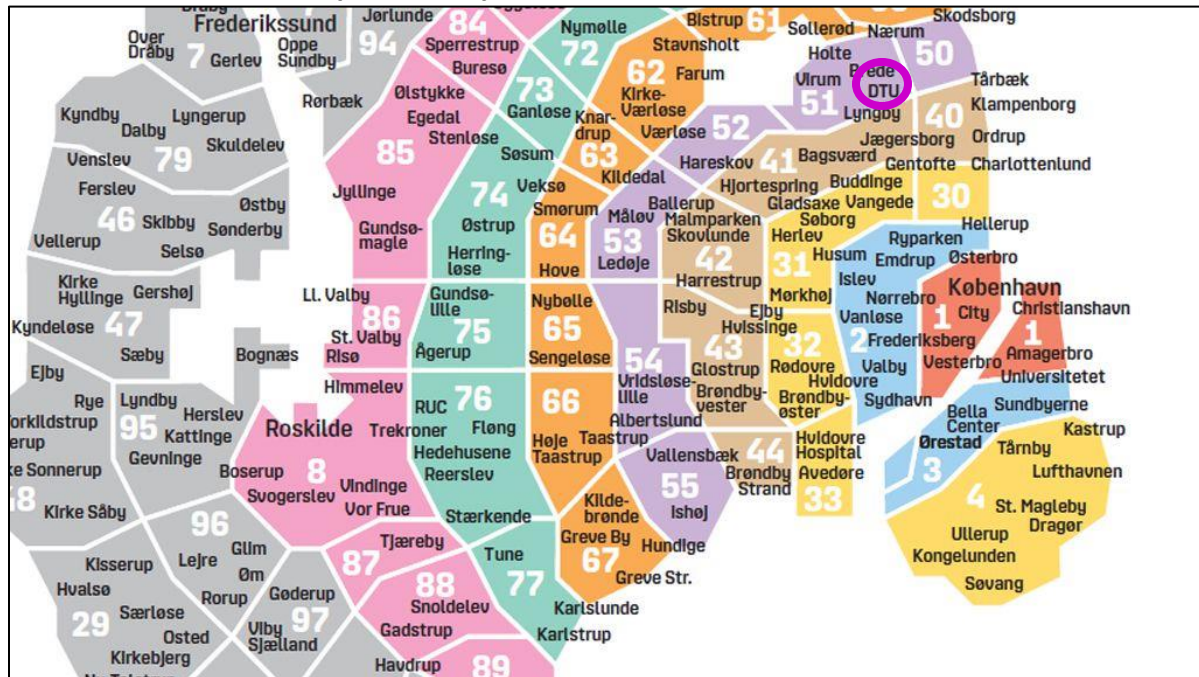 Frederikssund
Over
Dråby
7
Gerlev
Jørlunde
Oppe
Sundby
94
Rørbæk
84
Sperrestrup
Buresø
Nymølle
72
Bistrup
61
Søllerød
Nærum
Skodsborg
50
Stavnsholt
62
Farum
Kirke-
Værløse
Holte
Virum
Brede
DTU
51
Lyngby
Tårbæk
Klampenborg
40
Ordrup
Charlottenlund
Kyndby
Lyngerup
Dalby
Skuldelev
79
Venslev
Ølstykke
Egedal
Stenløse
85
73
Ganløse
Knar-
drup
63
Værløse
52
Hareskov
41
Bagsværd
Jægersborg
Gentofte
Søsum
Kildedal
Hjortespring
Gladsaxe
Buddinge
Vangede
30
Hellerup
Ferslev
46
Skibby
Østby
Sønderby
Vellerup
Selsø
Jyllinge
Gundsø-
magle
74
Østrup
Herring-
løse
Veksø
Smørum
64
Hove
Ballerup
Måløv
Malmparken
Skovlunde
53
Ledøje
42
Harrestrup
Søborg
Herlev
31
Mørkhøj
Husum
Islev
Ryparken
Emdrup
Østerbro
Kirke
Hyllinge
Gershøj
Kyndeløse
47
Sæby
Bognæs
Ll. Valby
86
St. Valby
Risø
Gundsø-
lille
75
Ågerup
Nybølle
65
Sengeløse
54
Vridsløse-
lille
Albertslund
Risby
Ejby
Hvissinge
43
Glostrup
Brøndby-
vester
32
Rødovre
Hvidovre
Brøndby-
øster
Nørrebro
Vanløse
2
Frederiksberg
Valby
Sydhavn
København
1
City
Vesterbro
Christianshavn
1
Amagerbro
Universitetet
Ejby
Rye
Torkildstrup
Lyndby
95
Herslev
Kattinge
Gevninge
Himmelev
Roskilde
Boserup
8
Svogerslev
Vindinge
Vor Frue
RUC
76
Trekroner
Fløng
Hedehusene
Reerslev
Stærkende
66
Høje
Taastrup
Taastrup
Vallensbæk
55
Ishøj
44
Brøndby
Strand
Hvidovre
Hospital
Avedøre
33
Bella
Center
Ørestad
3
Sundbyerne
Kastrup
Tårnby
4
Lufthavnen
St. Magleby
Dragør
Ullerup
Kongelunden
Søvang
Kirke Såby
96
Glim
Lejre
Øm
Kisserup
Hvalsø
Rorup
Særløse
29
Osted
Kirkebjerg
Gøderup
97
Viby
Sjælland
Tjæreby
87
88
Snoldelev
Gadstrup
Havdrup
89
Tune
77
Karlslunde
Karlstrup
Kilde-
brønde
Greve By
67
Hundige
Greve Str.